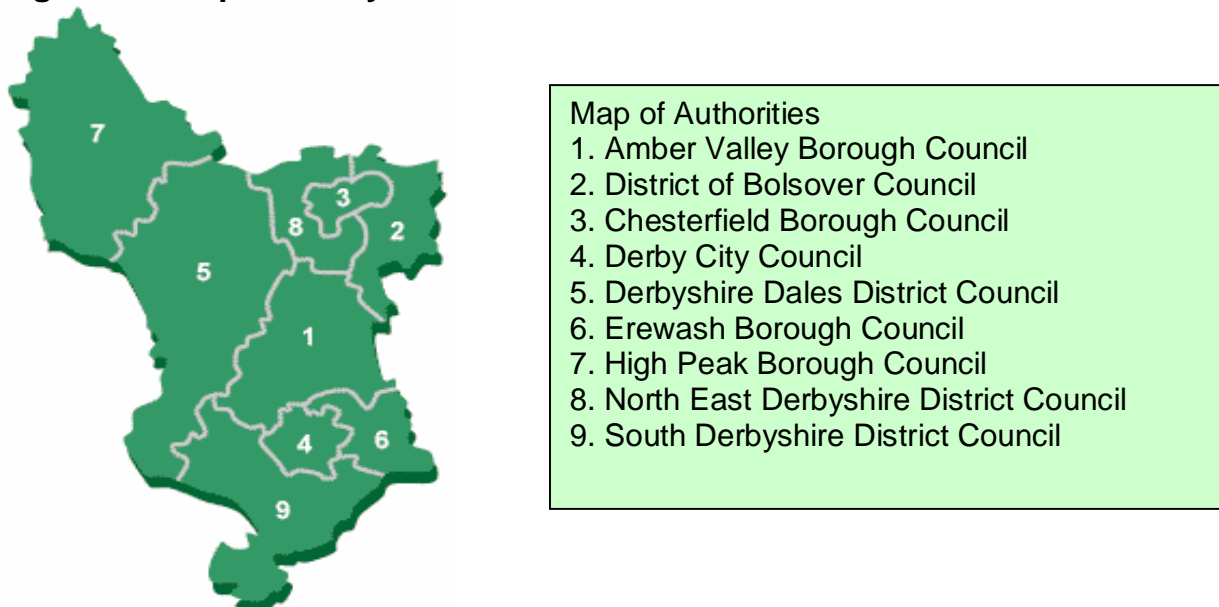 Map of Authorities
1. Amber Valley Borough Council
2. District of Bolsover Council
3. Chesterfield Borough Council
4. Derby City Council
5. Derbyshire Dales District Council
6. Erewash Borough Council
7. High Peak Borough Council
8. North East Derbyshire District Council
9. South Derbyshire District Council
7
3
8
2
5
1
4
6
9